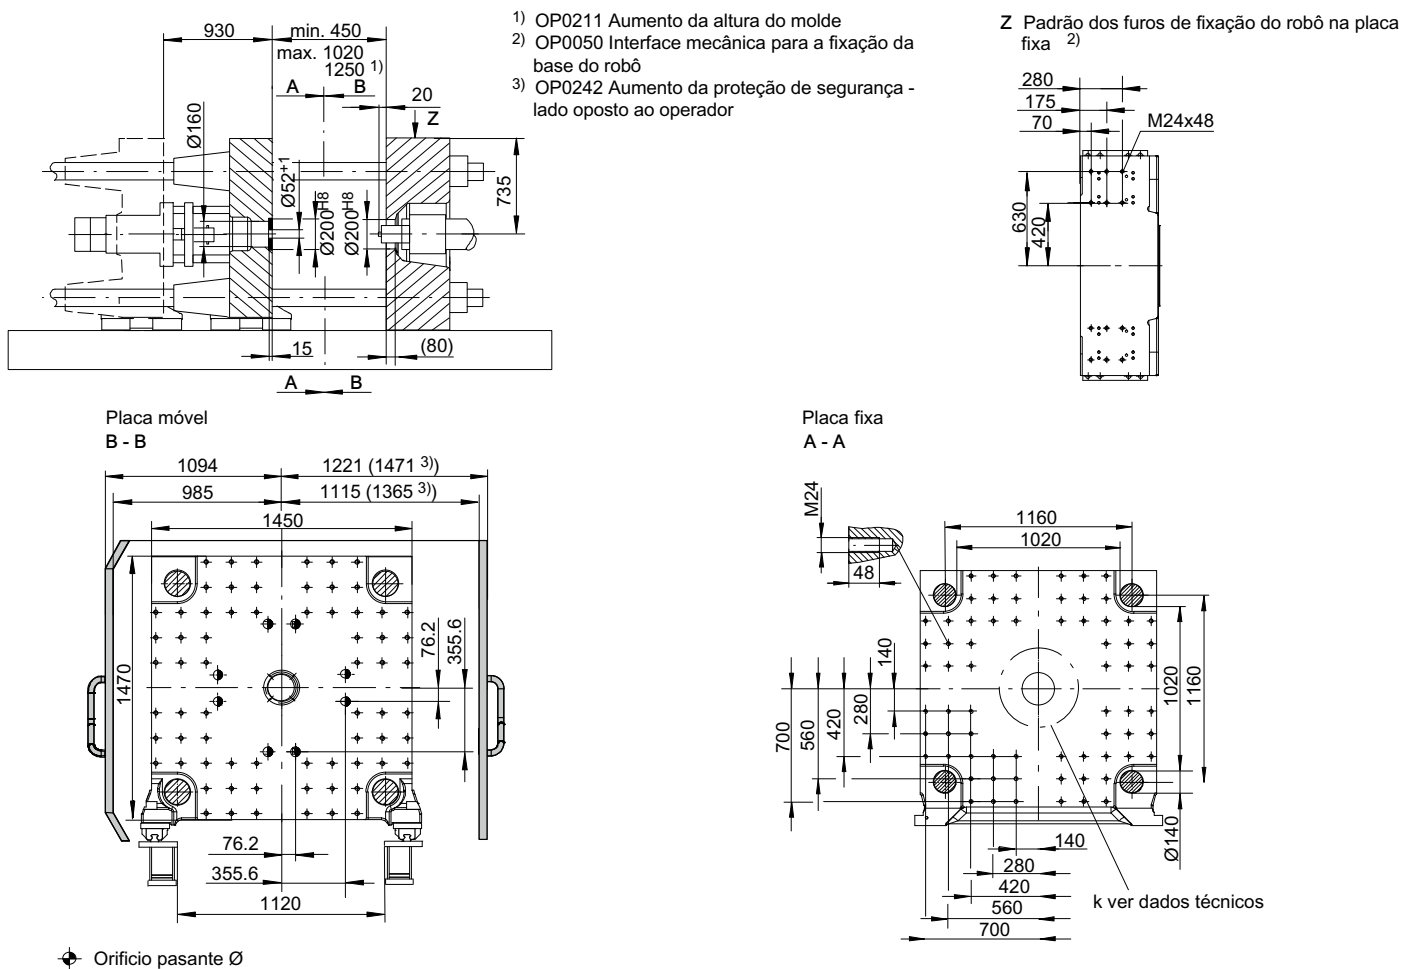 930
min. 450
max. 1020
1250 1)
A
B
20
Z
Ø160
Ø52+1
Ø200H8
Ø200H8
735
15
(80)
A
B
1) OP0211 Aumento da altura do molde
2) OP0050 Interface mecânica para a fixação da
base do robô
3) OP0242 Aumento da proteção de segurança -
lado oposto ao operador
Z Padrão dos furos de fixação do robô na placa
fixa 2)
280
175
70
M24x48
630
420
Placa móvel
B - B
1094
1221 (1471 3))
985
1115 (1365 3))
1450
1470
76.2
355.6
76.2
355.6
1120
Orificio pasante Ø
Placa fixa
A - A
M24
48
1160
1020
140
280
420
560
700
1020
1160
Ø140
140
280
420
560
700
k ver dados técnicos